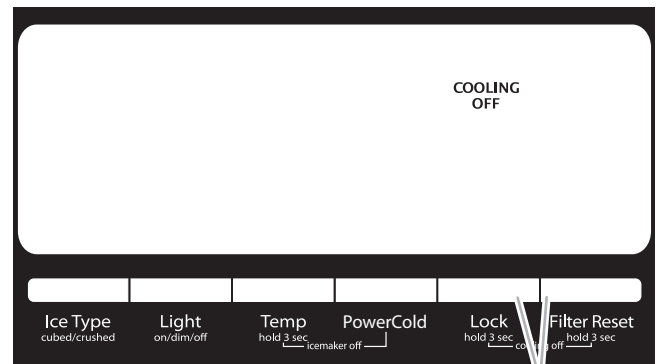 COOLING
OFF
Ice Type
cubed/crushed
Light
on/dim/off
Temp
hold 3 sec
PowerCold
icemaker off
Lock
hold 3 sec
Filter Reset
hold 3 sec
off